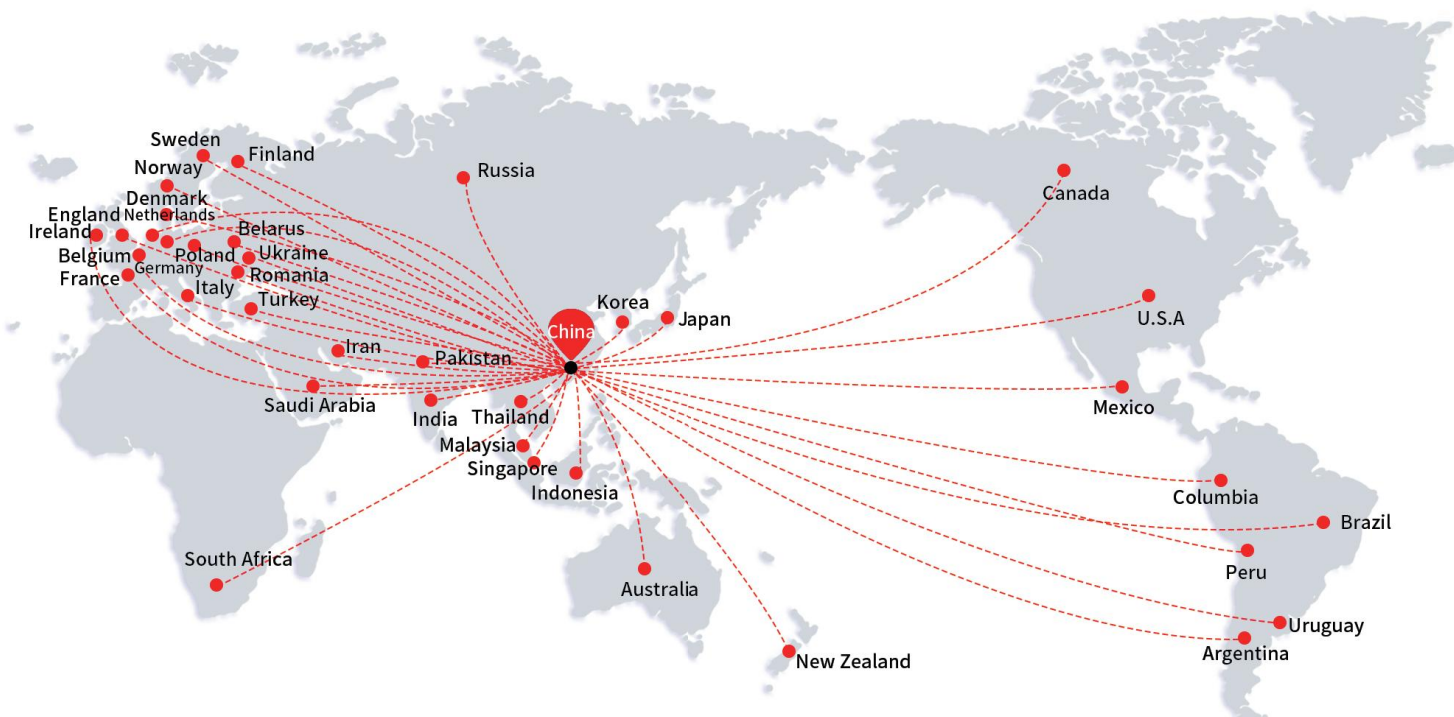 Sweden
Finland
Norway
Russia
Denmark
Canada
England
Netherlands
Ireland
Belarus
Belgium
Poland
Ukraine
Germany
France
Romania
Italy
Turkey
Korea
Japan
China
U.S.A
Iran
Pakistan
Saudi Arabia
India
Thailand
Mexico
Malaysia
Singapore
Indonesia
Columbia
Brazil
South Africa
Australia
Peru
Uruguay
Argentina
New Zealand